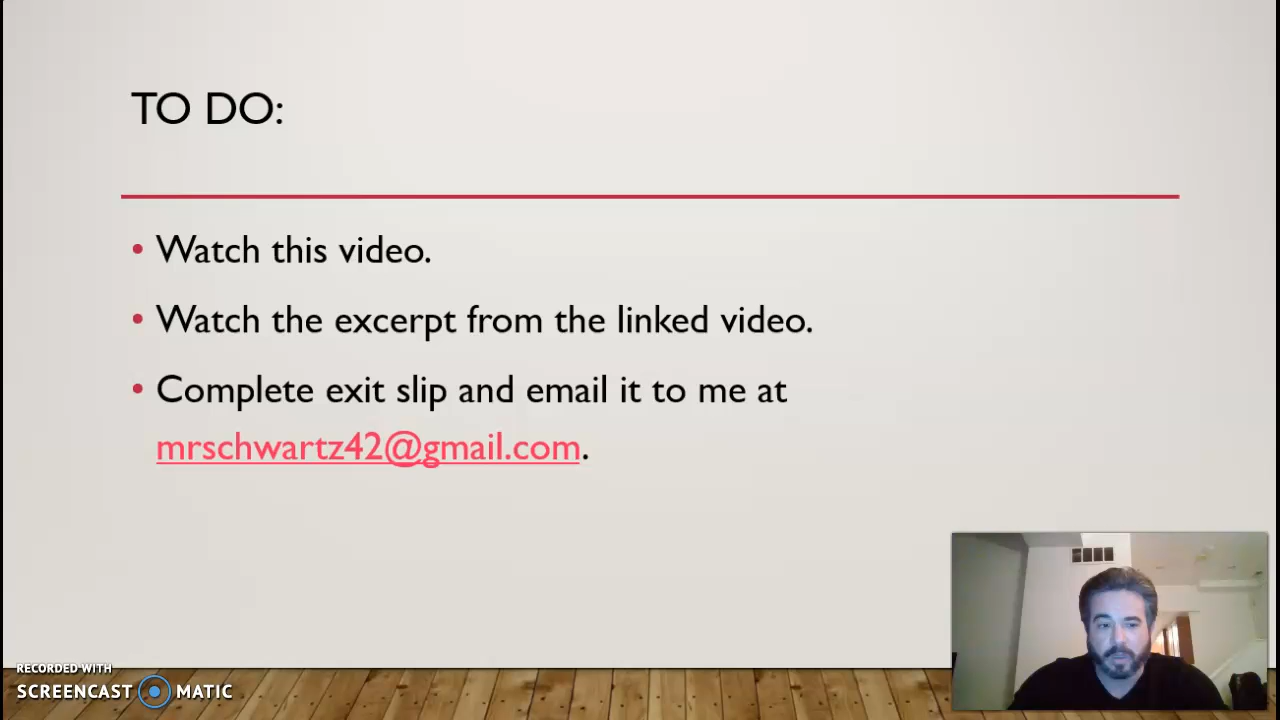 TO DO:
• Watch this video.
• Watch the excerpt from the linked video.
• Complete exit slip and email it to me at
mrschwartz42@gmail.com.
RECORDED WITH
SCREENCAST MATIC